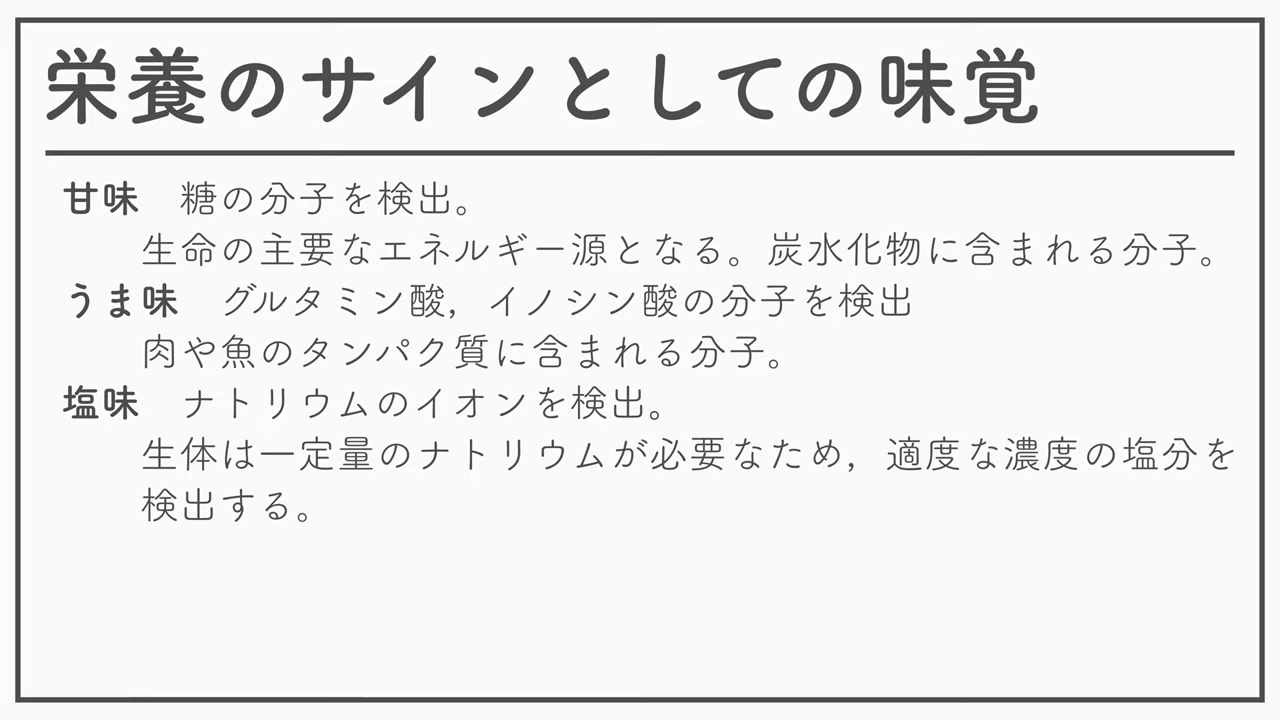 栄養のサインとしての味覚
甘味　糖の分子を検出。
生命の主要なエネルギー源となる。炭水化物に含まれる分子。
うま味　グルタミン酸，イノシン酸の分子を検出
肉や魚のタンパク質に含まれる分子。
塩味　ナトリウムのイオンを検出。
生体は一定量のナトリウムが必要なため，適度な濃度の塩分を
検出する。